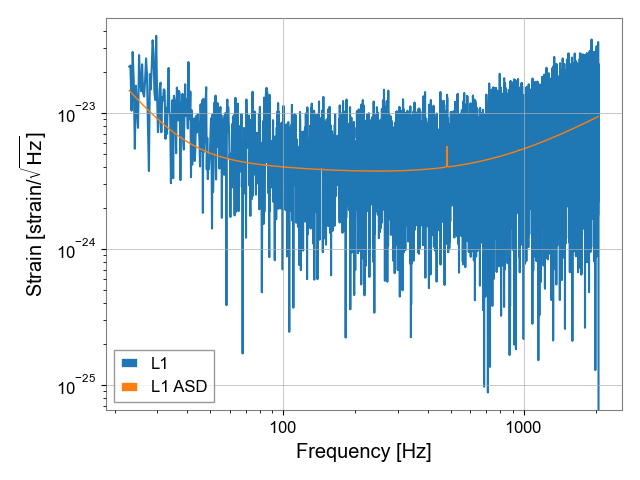 Strain [strain/√Hz]
10⁻²³
10⁻²⁴
10⁻²⁵
L1
L1 ASD
100
1000
Frequency [Hz]